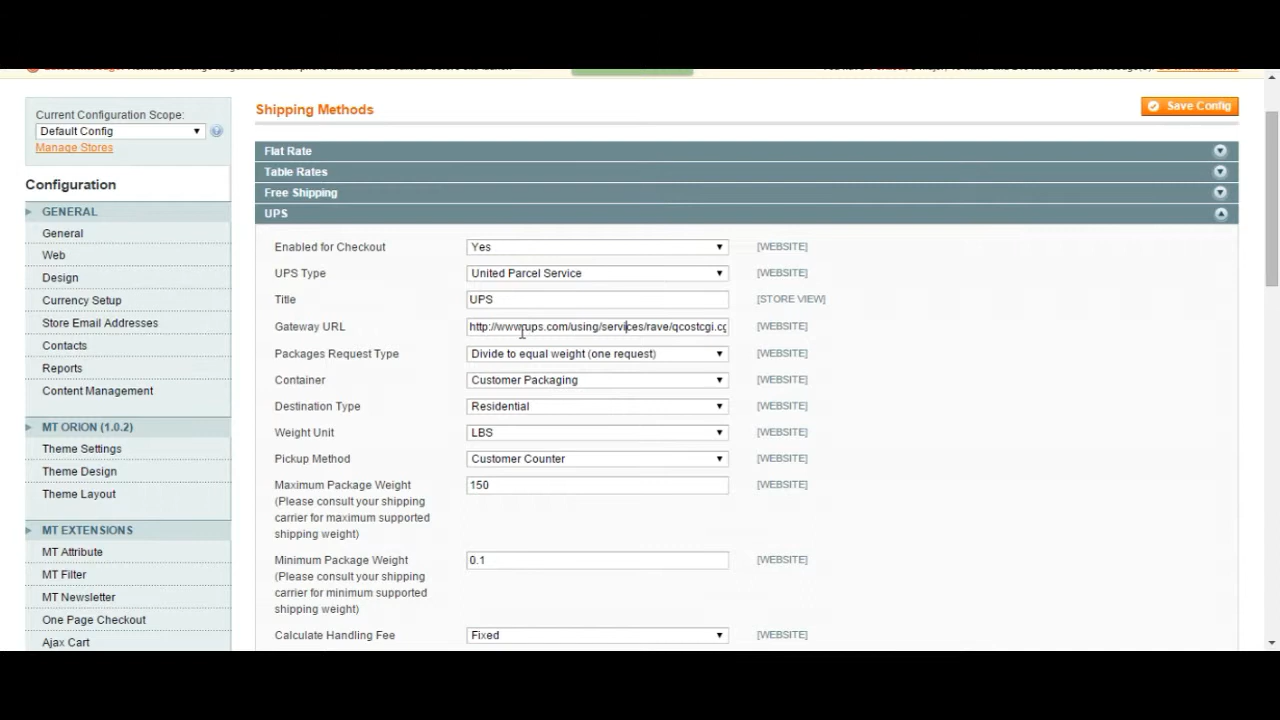 Current Configuration Scope:
Default Config
Manage Stores
Configuration
GENERAL
General
Web
Design
Currency Setup
Store Email Addresses
Contacts
Reports
Content Management
MT ORION (1.0.2)
Theme Settings
Theme Design
Theme Layout
MT EXTENSIONS
MT Attribute
MT Filter
MT Newsletter
One Page Checkout
Ajax Cart
Shipping Methods
Save Config
Flat Rate
Table Rates
Free Shipping
UPS
Enabled for Checkout Yes [WEBSITE]
UPS Type United Parcel Service [WEBSITE]
Title UPS [STORE VIEW]
Gateway URL http://www.ups.com/using/services/rave/qcostcgi.cg [WEBSITE]
Packages Request Type Divide to equal weight (one request) [WEBSITE]
Container Customer Packaging [WEBSITE]
Destination Type Residential [WEBSITE]
Weight Unit LBS [WEBSITE]
Pickup Method Customer Counter [WEBSITE]
Maximum Package Weight 150 [WEBSITE]
(Please consult your shipping
carrier for maximum supported
shipping weight)
Minimum Package Weight 0.1 [WEBSITE]
(Please consult your shipping
carrier for minimum supported
shipping weight)
Calculate Handling Fee Fixed [WEBSITE]